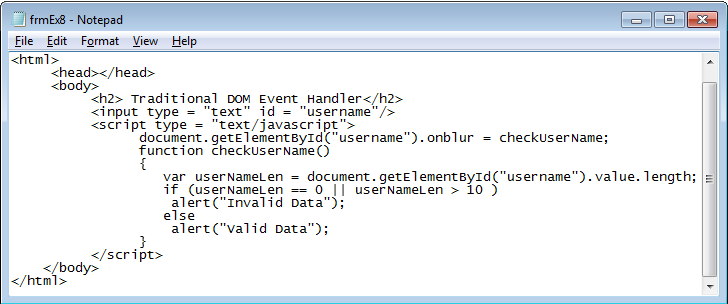 frmEx8 - Notepad
File Edit Format View Help
<html>
<head></head>
<body>
<h2> Traditional DOM Event Handler</h2>
<input type = "text" id = "username"/>
<script type = "text/javascript">
document.getElementById("username").onblur = checkUserName;
function checkUserName()
{
var userNameLen = document.getElementById("username").value.length;
if (userNameLen == 0 || userNameLen > 10 )
alert("Invalid Data");
else
alert("Valid Data");
}
</script>
</body>
</html>